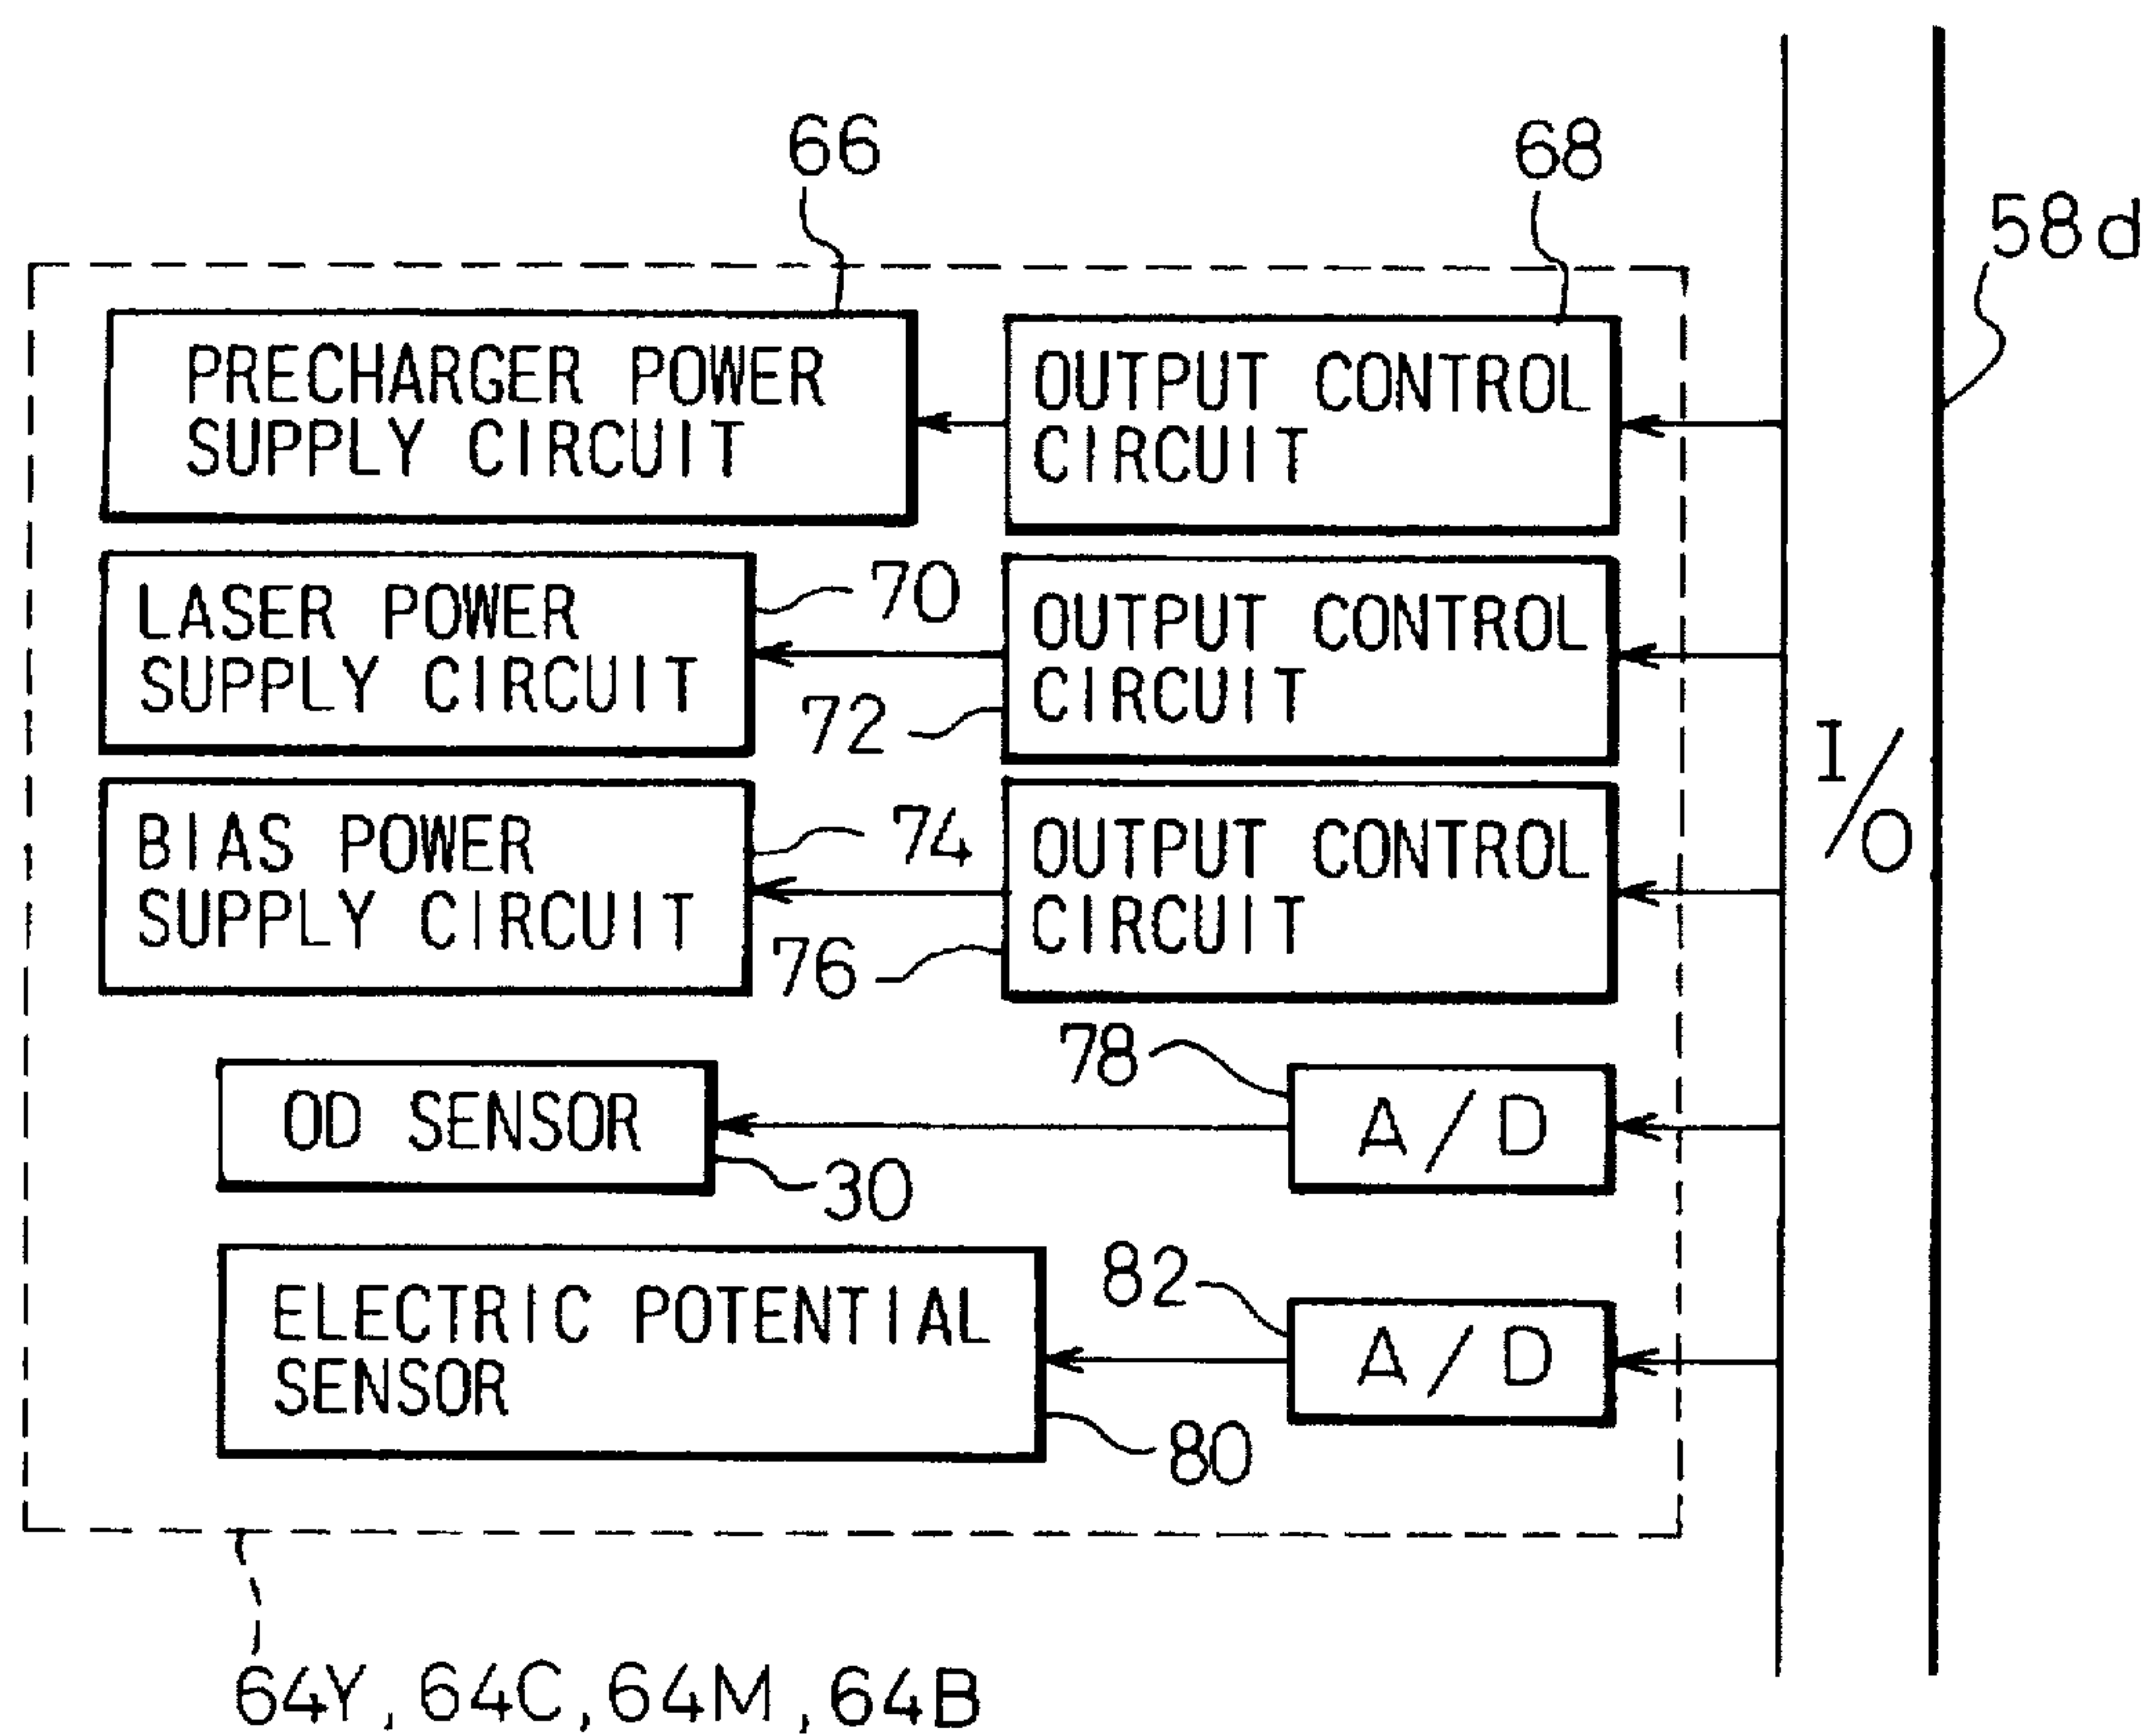 66
68
58d
PRECHARGER POWER
SUPPLY CIRCUIT
OUTPUT CONTROL
CIRCUIT
LASER POWER
SUPPLY CIRCUIT
70
72
OUTPUT CONTROL
CIRCUIT
I/O
BIAS POWER
SUPPLY CIRCUIT
74
76
OUTPUT CONTROL
CIRCUIT
OD SENSOR
30
78
A/D
ELECTRIC POTENTIAL
SENSOR
80
82
A/D
64Y, 64C, 64M, 64B